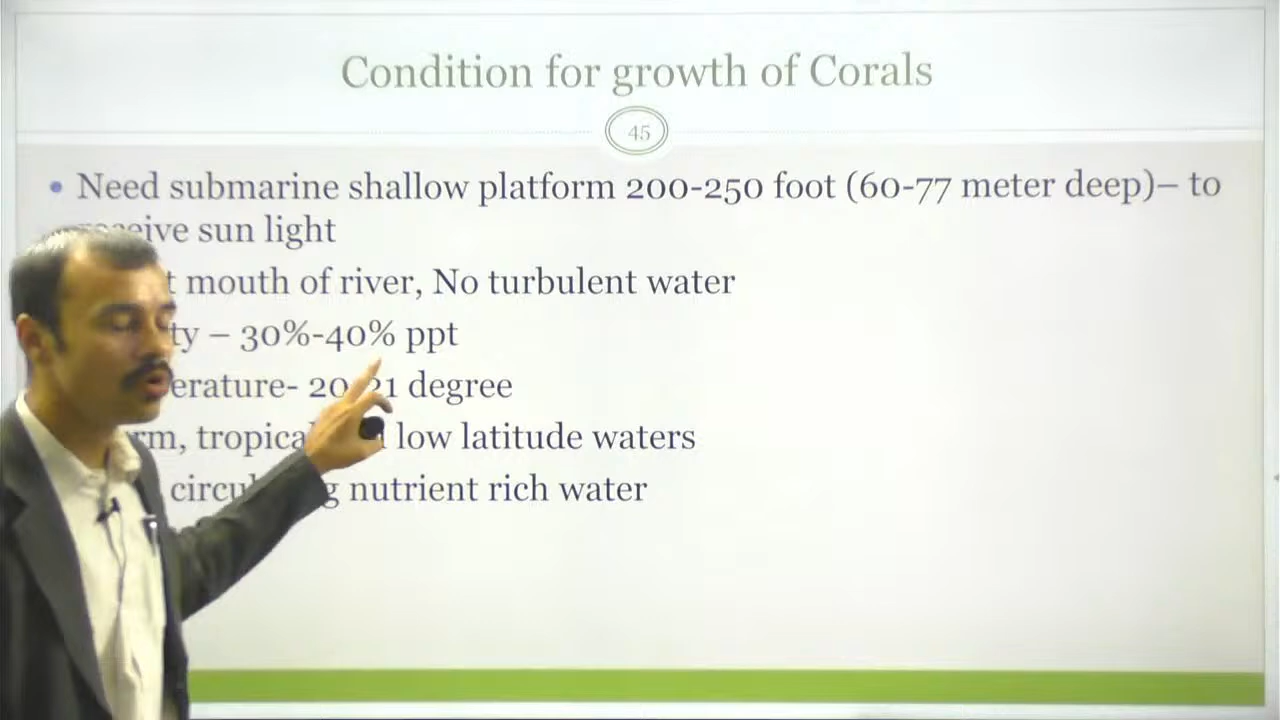 Condition for growth of Corals
45
Need submarine shallow platform 200-250 foot (60-77 meter deep)– to
sun light
mouth of river, No turbulent water
– 30%-40% ppt
degree
low latitude waters
nutrient rich water